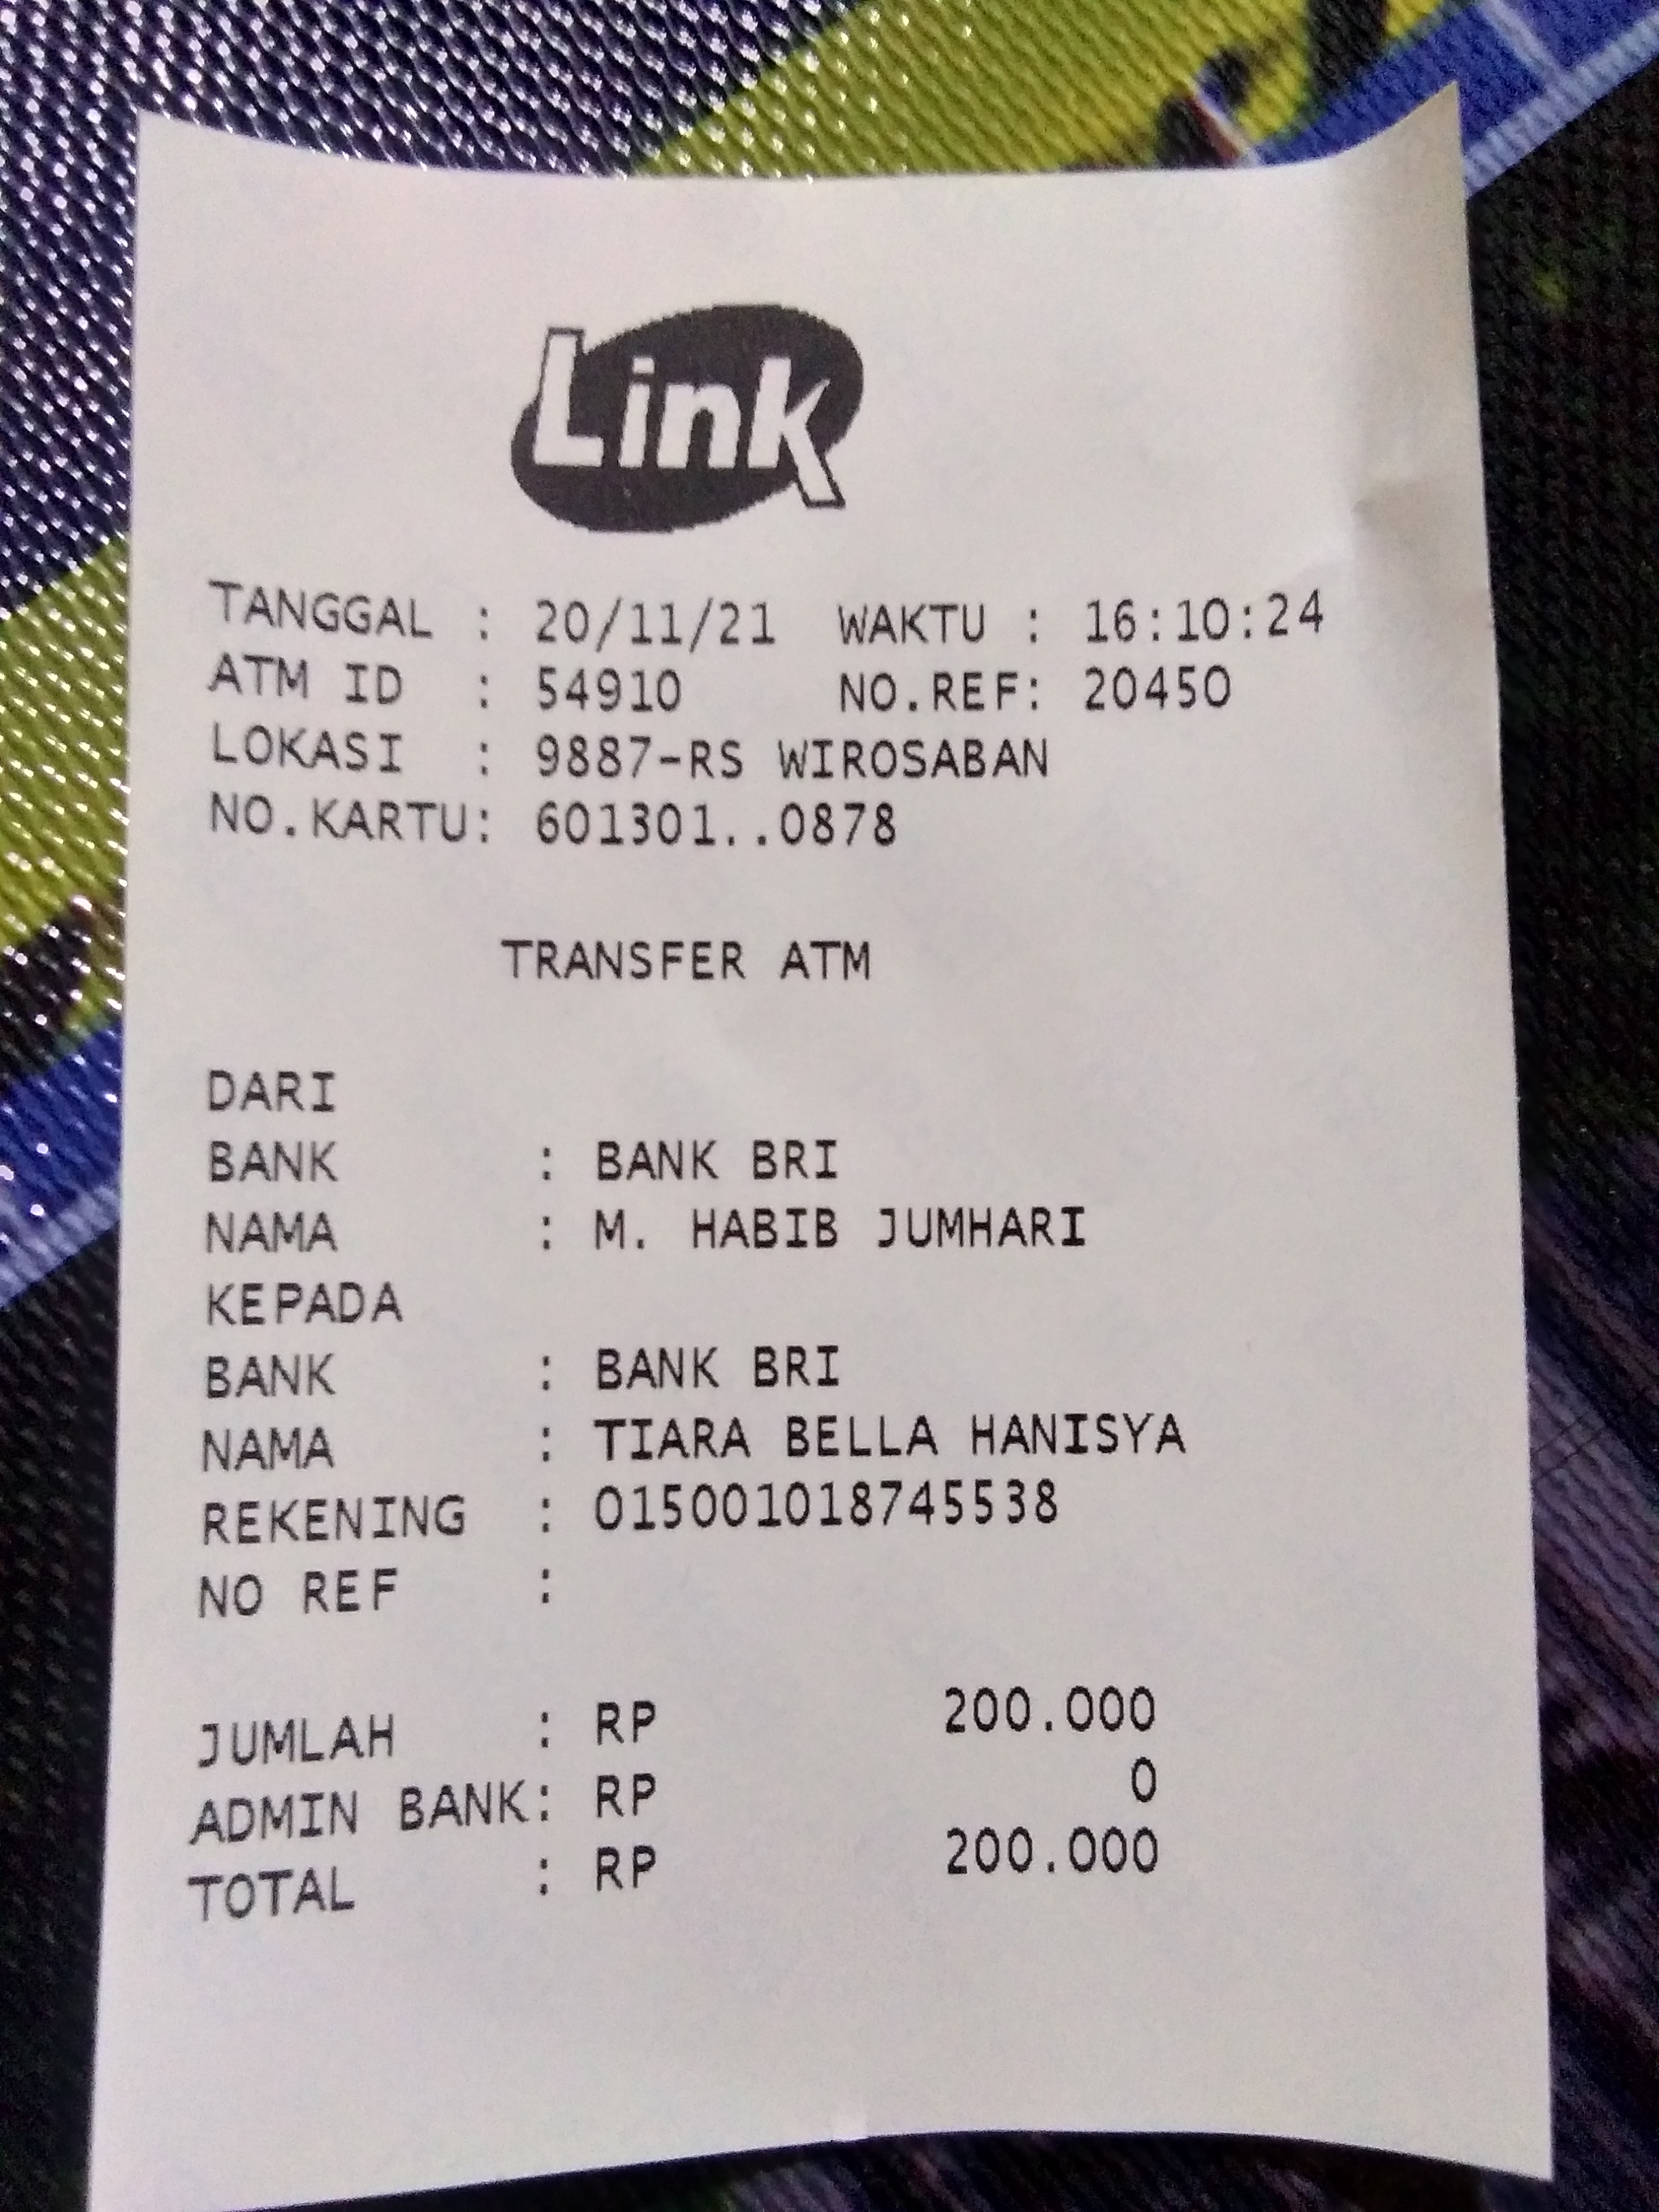 Link
TANGGAL : 20/11/21 WAKTU : 16:10:24
ATM ID : 54910 NO.REF: 20450
LOKASI : 9887-RS WIROSABAN
NO.KARTU: 601301..0878
TRANSFER ATM
DARI
BANK : BANK BRI
NAMA : M. HABIB JUMHARI
KEPADA
BANK : BANK BRI
NAMA : TIARA BELLA HANISYA
REKENING : 015001018745538
NO REF :
JUMLAH : RP 200.000
ADMIN BANK: RP 0
TOTAL : RP 200.000